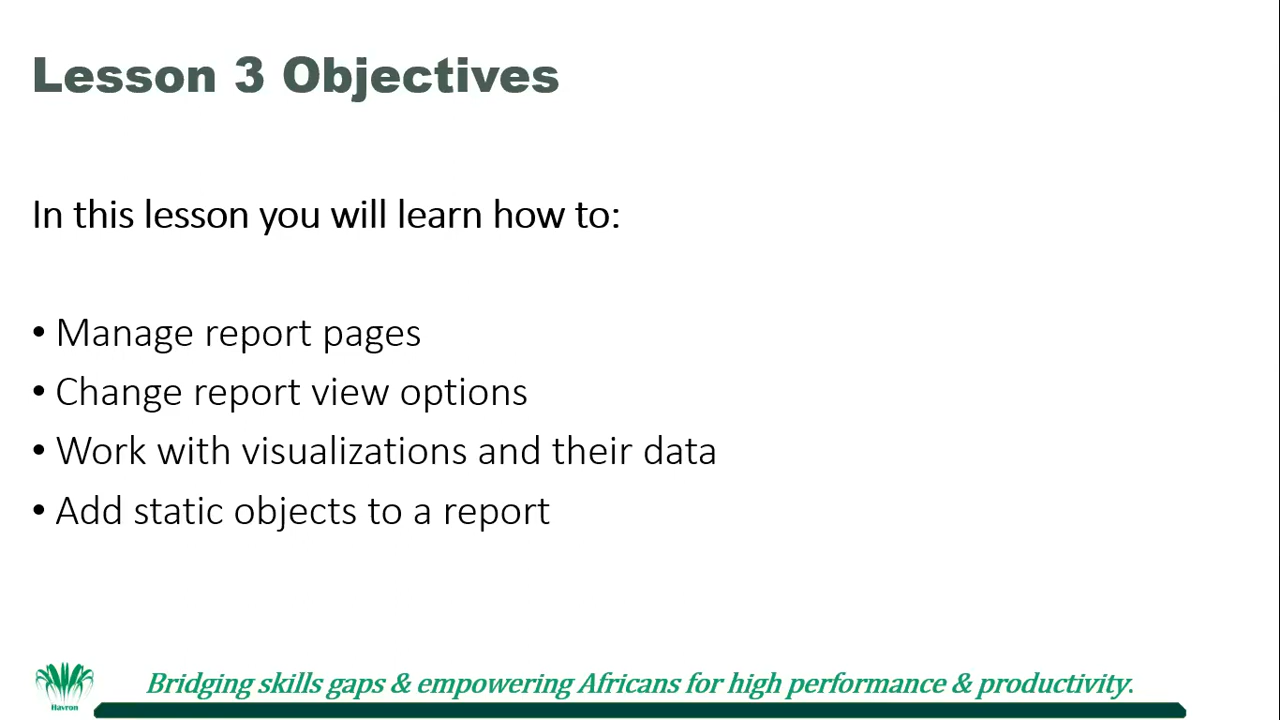 Lesson 3 Objectives
In this lesson you will learn how to:
• Manage report pages
• Change report view options
• Work with visualizations and their data
• Add static objects to a report
Bridging skills gaps & empowering Africans for high performance & productivity.
Havron